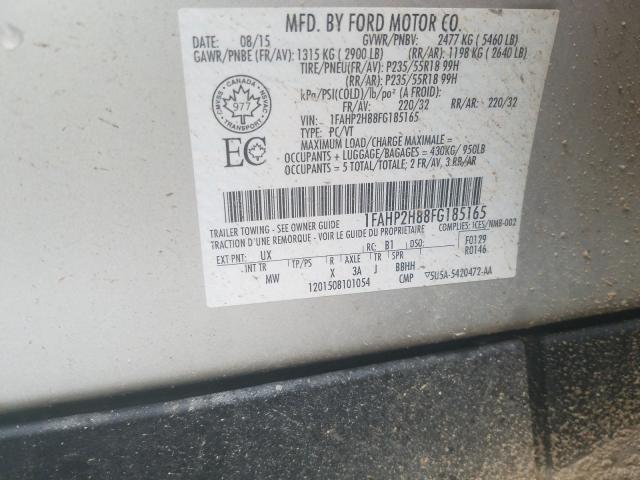 MFD. BY FORD MOTOR CO.
DATE: 08/15 GVWR/PNBV: 2477 KG ( 5460 LB)
GAWR/PNBE (FR/AV): 1315 KG ( 2900 LB) (RR/AR): 1198 KG ( 2640 LB)
TIRE/PNEU(FR/AV): P235/55R18 99H
(RR/AR): P235/55R18 99H
kPa/PSI(COLD)/lb/po² (A FROID):
FR/AV: 220/32 RR/AR: 220/32
VIN: 1FAHP2H88FG185165
TYPE: PC/VT
MAXIMUM LOAD/CHARGE MAXIMALE =
OCCUPANTS + LUGGAGE/BAGAGES = 430KG/ 950LB
OCCUPANTS = 5 TOTAL/TOTALE; 2 FR/AV, 3 RR/AR
CANADA
CMVSS NSVAC
977
TRANSPORT
EC
1FAHP2H88FG185165
TRAILER TOWING - SEE OWNER GUIDE COMPLIES: ICES/NMB-002
TRACTION D'UNE REMORQUE - VOIR LE GUIDE
EXT PNT: UX RC: B1 DSO: F0129
INT TR TP/PS R AXLE TR SPR R0146
MW X 3A J BBHH
1201508101054 CMP 5U5A-5420472-AA